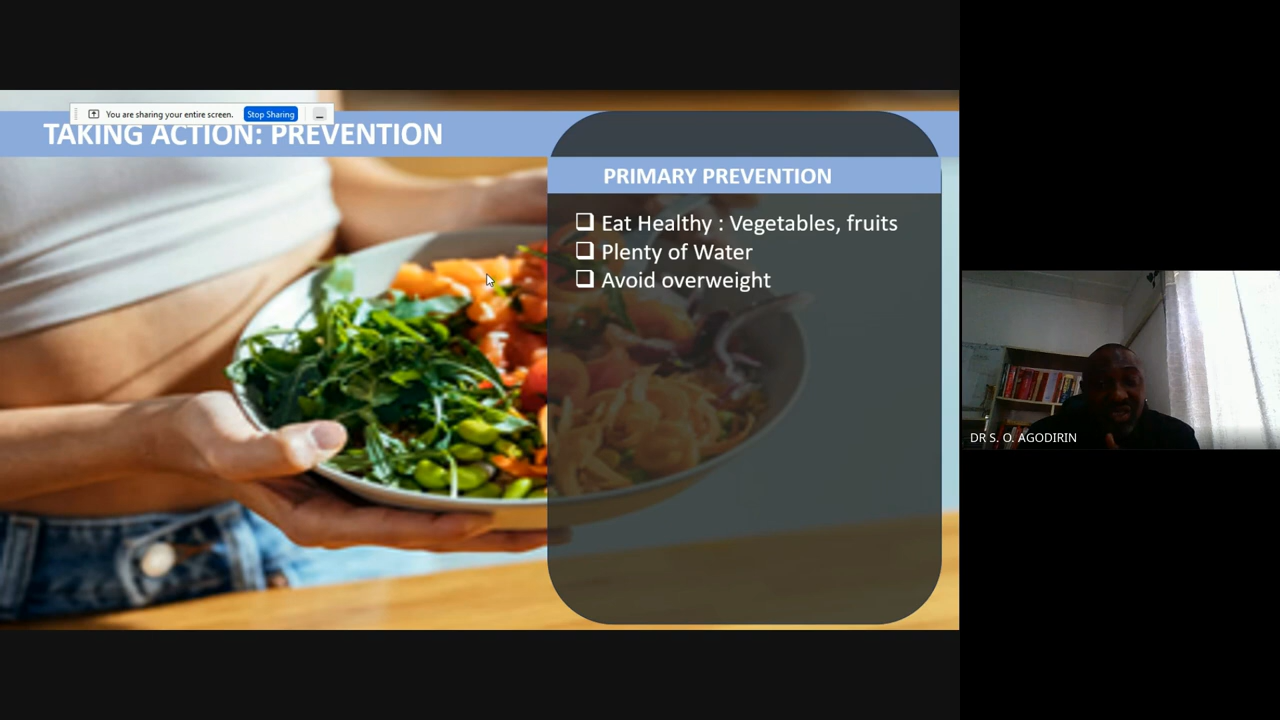 You are sharing your entire screen. Stop Sharing
TAKING ACTION: PREVENTION
PRIMARY PREVENTION
Eat Healthy : Vegetables, fruits
Plenty of Water
Avoid overweight
DR S. O. AGODIRIN